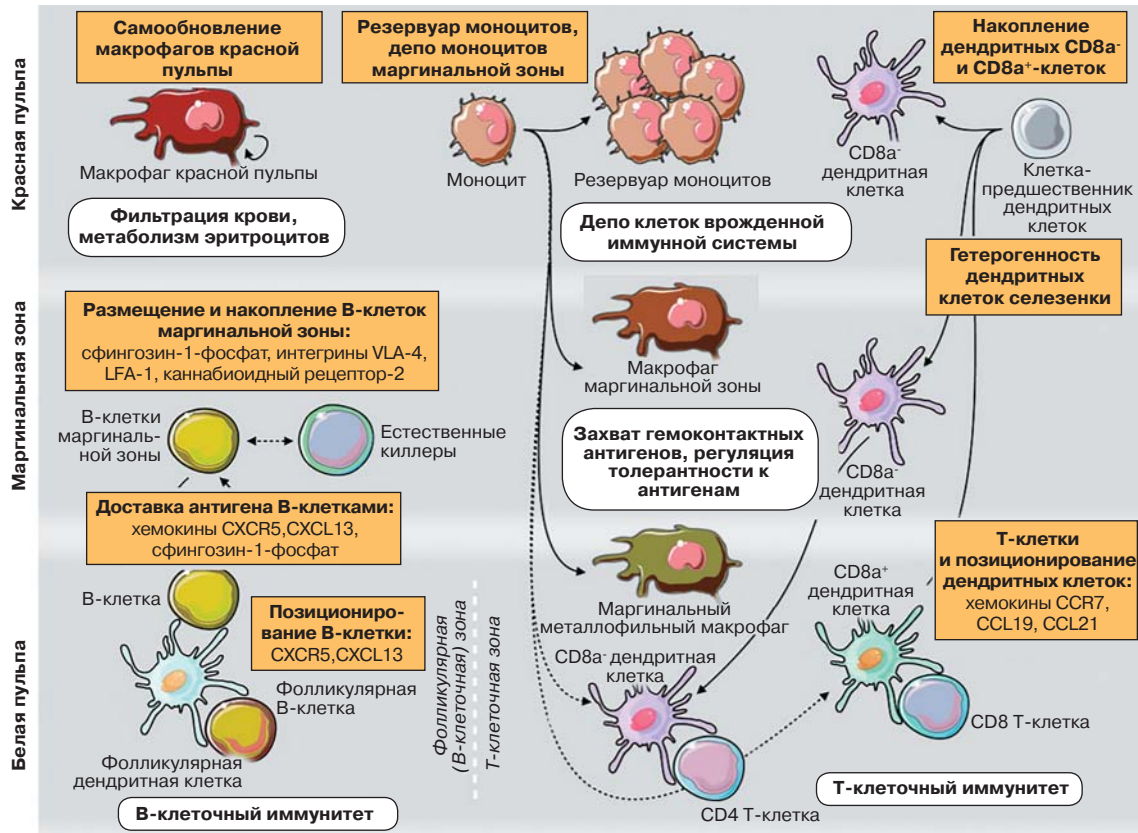 Красная пульпа
Самообновление
макрофагов красной
пульпы
Макрофаг красной пульпы
Фильтрация крови,
метаболизм эритроцитов
Резервуар моноцитов,
депо моноцитов
маргинальной зоны
Моноцит
Резервуар моноцитов
Депо клеток врожденной
иммунной системы
Накопление
дендритных CD8a⁻
и CD8a⁺-клеток
CD8a⁻
дендритная
клетка
Клетка-
предшественник
дендритных
клеток
Гетерогенность
дендритных
клеток селезенки
Маргинальная зона
Размещение и накопление В-клеток
маргинальной зоны:
сфингозин-1-фосфат, интегрины VLA-4,
LFA-1, каннабиоидный рецептор-2
В-клетки
маргиналь-
ной зоны
Естественные
киллеры
Макрофаг
маргинальной зоны
Захват гемоконтактных
антигенов, регуляция
толерантности к
антигенам
CD8a⁻
дендритная
клетка
Доставка антигена В-клетками:
хемокины CXCR5,CXCL13,
сфингозин-1-фосфат
Белая пульпа
В-клетка
Позициониро-
вание В-клетки:
CXCR5,CXCL13
Фолликулярная
В-клетка
Фолликулярная
дендритная клетка
В-клеточный иммунитет
Фолликулярная
(В-клеточная) зона
Т-клеточная зона
Маргинальный
металлофильный макрофаг
CD8a⁻ дендритная
клетка
CD4 Т-клетка
CD8a⁺
дендритная
клетка
Т-клетки
и позиционирование
дендритных клеток:
хемокины CCR7,
CCL19, CCL21
CD8 Т-клетка
Т-клеточный иммунитет